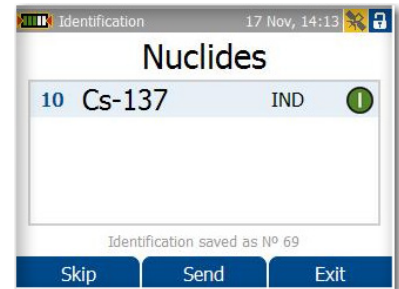 Identification 17 Nov, 14:13
Nuclides
10 Cs-137 IND I
Identification saved as Nº 69
Skip Send Exit